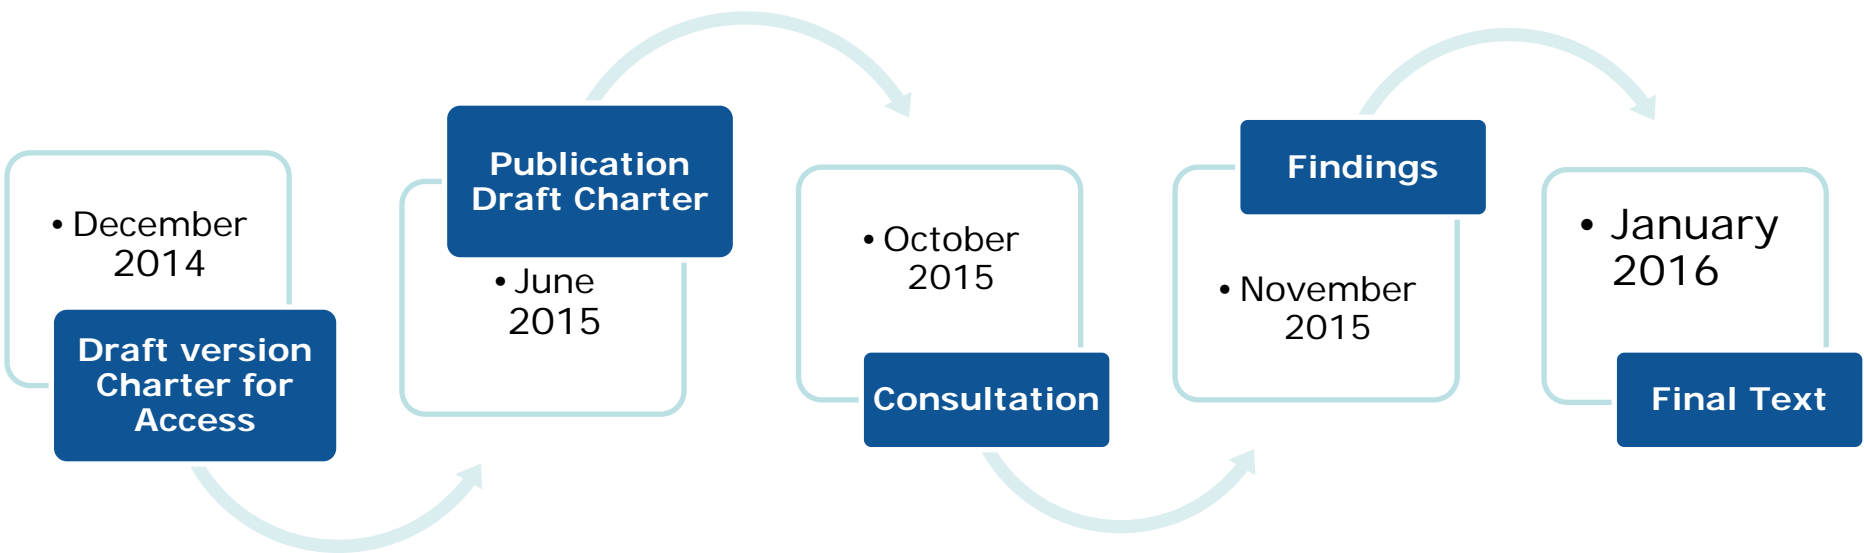 • December
2014
Draft version
Charter for
Access
Publication
Draft Charter
• June
2015
• October
2015
Consultation
Findings
• November
2015
• January
2016
Final Text